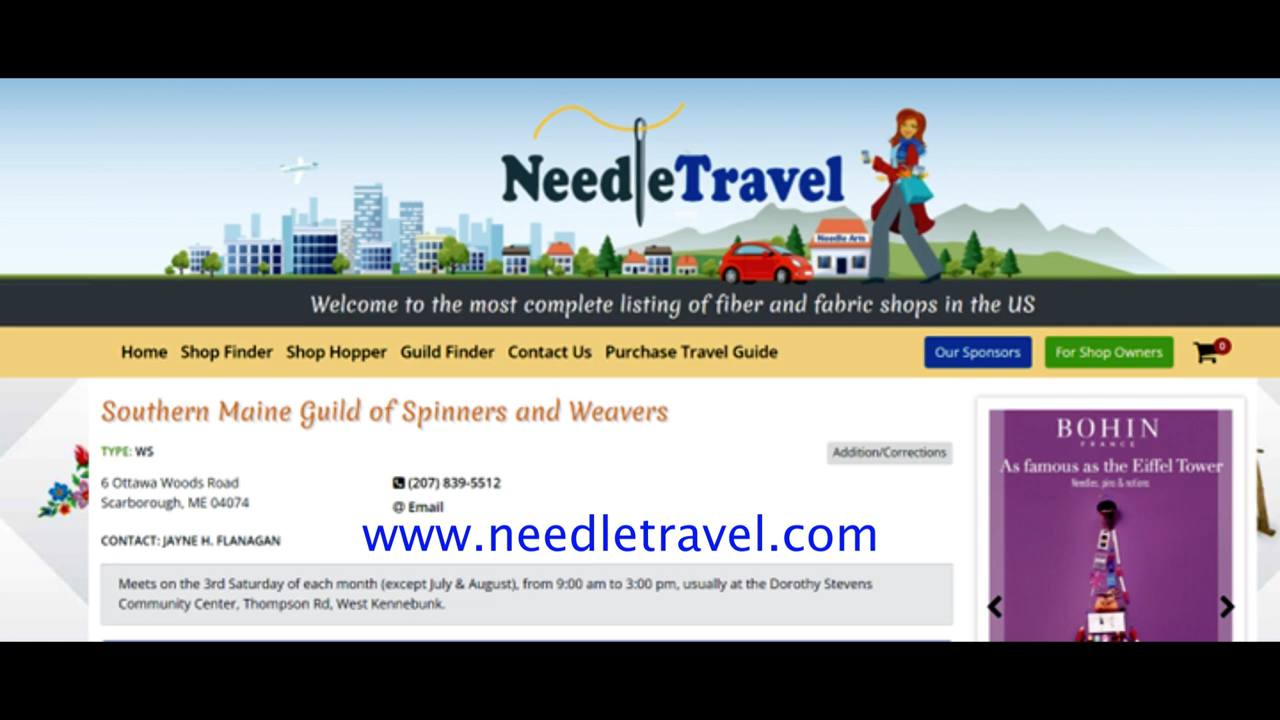 NeedleTravel
Needle Arts
Welcome to the most complete listing of fiber and fabric shops in the US
Home Shop Finder Shop Hopper Guild Finder Contact Us Purchase Travel Guide Our Sponsors For Shop Owners 0
Southern Maine Guild of Spinners and Weavers
TYPE: WS
Addition/Corrections
6 Ottawa Woods Road
Scarborough, ME 04074
(207) 839-5512
@ Email
CONTACT: JAYNE H. FLANAGAN
www.needletravel.com
Meets on the 3rd Saturday of each month (except July & August), from 9:00 am to 3:00 pm, usually at the Dorothy Stevens
Community Center, Thompson Rd, West Kennebunk.
BOHIN
FRANCE
As famous as the Eiffel Tower
Needles, pins & notions